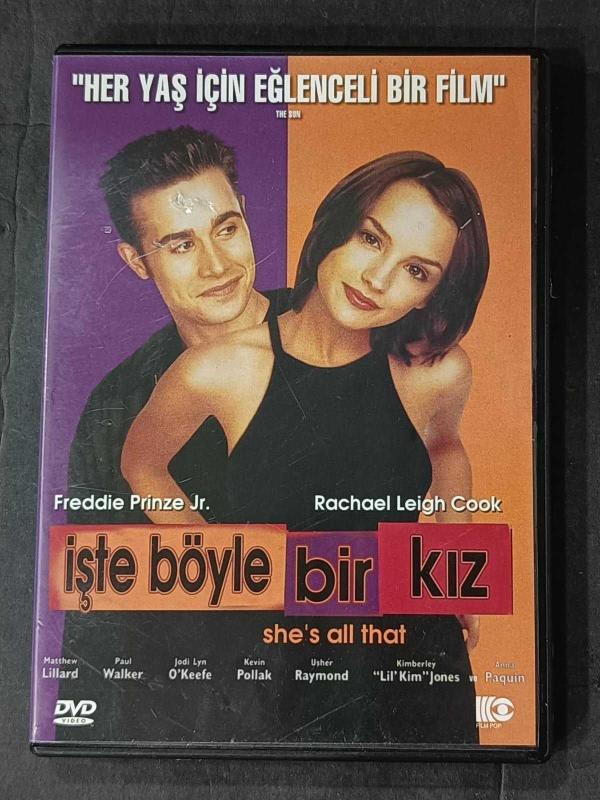 "HER YAŞ İÇİN EĞLENCELİ BİR FİLM"
THE SUN
Freddie Prinze Jr. Rachael Leigh Cook
işte böyle bir kız
she's all that
Matthew Lillard Paul Walker Jodi Lyn O'Keefe Kevin Pollak Usher Raymond Kimberley "Lil' Kim" Jones ve Anna Paquin
DVD VIDEO
FILM POP